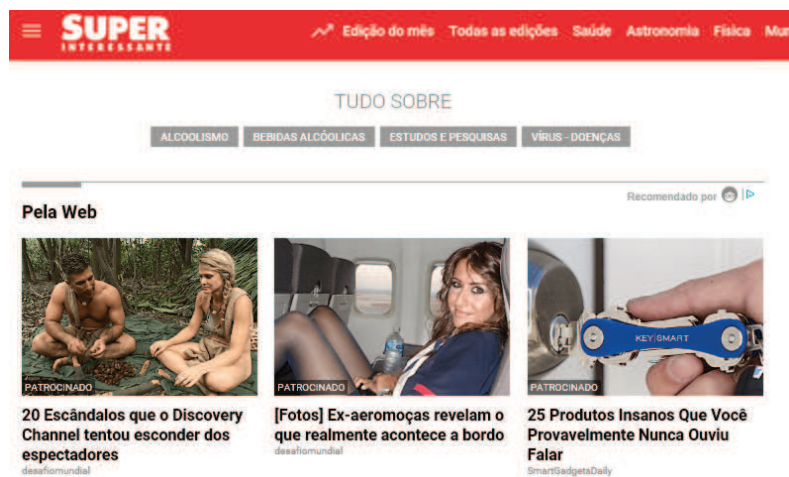 SUPER
INTERESSANTE
Edição do mês Todas as edições Saúde Astronomia Física Mun
TUDO SOBRE
ALCOOLISMO BEBIDAS ALCÓOLICAS ESTUDOS E PESQUISAS VÍRUS - DOENÇAS
Recomendado por
Pela Web
KEYSMART
PATROCINADO PATROCINADO PATROCINADO
20 Escândalos que o Discovery
Channel tentou esconder dos
espectadores
desafiomundial
[Fotos] Ex-aeromoças revelam o
que realmente acontece a bordo
desafiomundial
25 Produtos Insanos Que Você
Provavelmente Nunca Ouviu
Falar
SmartGadgetsDaily